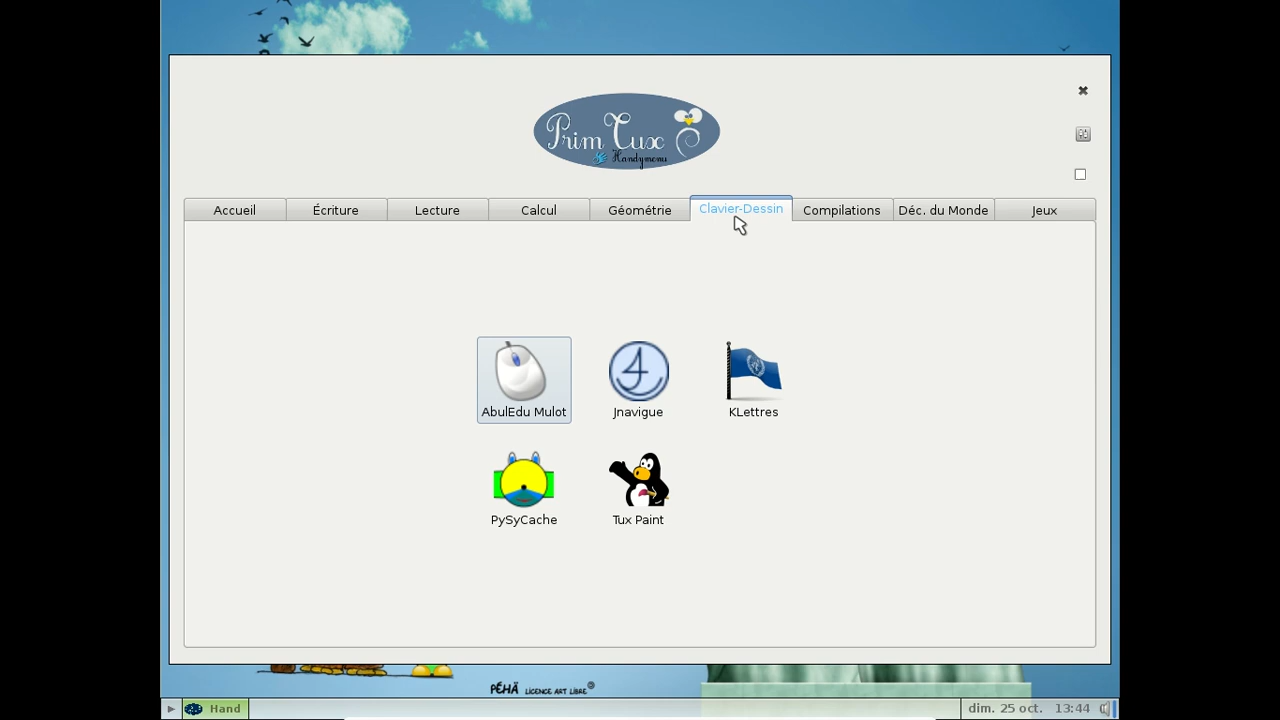 Prim Tux
Handymenu
Accueil
Écriture
Lecture
Calcul
Géométrie
Clavier-Dessin
Compilations
Déc. du Monde
Jeux
AbulEdu Mulot
Jnavigue
KLettres
PySyCache
Tux Paint
PÉHÄ LICENCE ART LIBRE
Hand
dim. 25 oct. 13:44